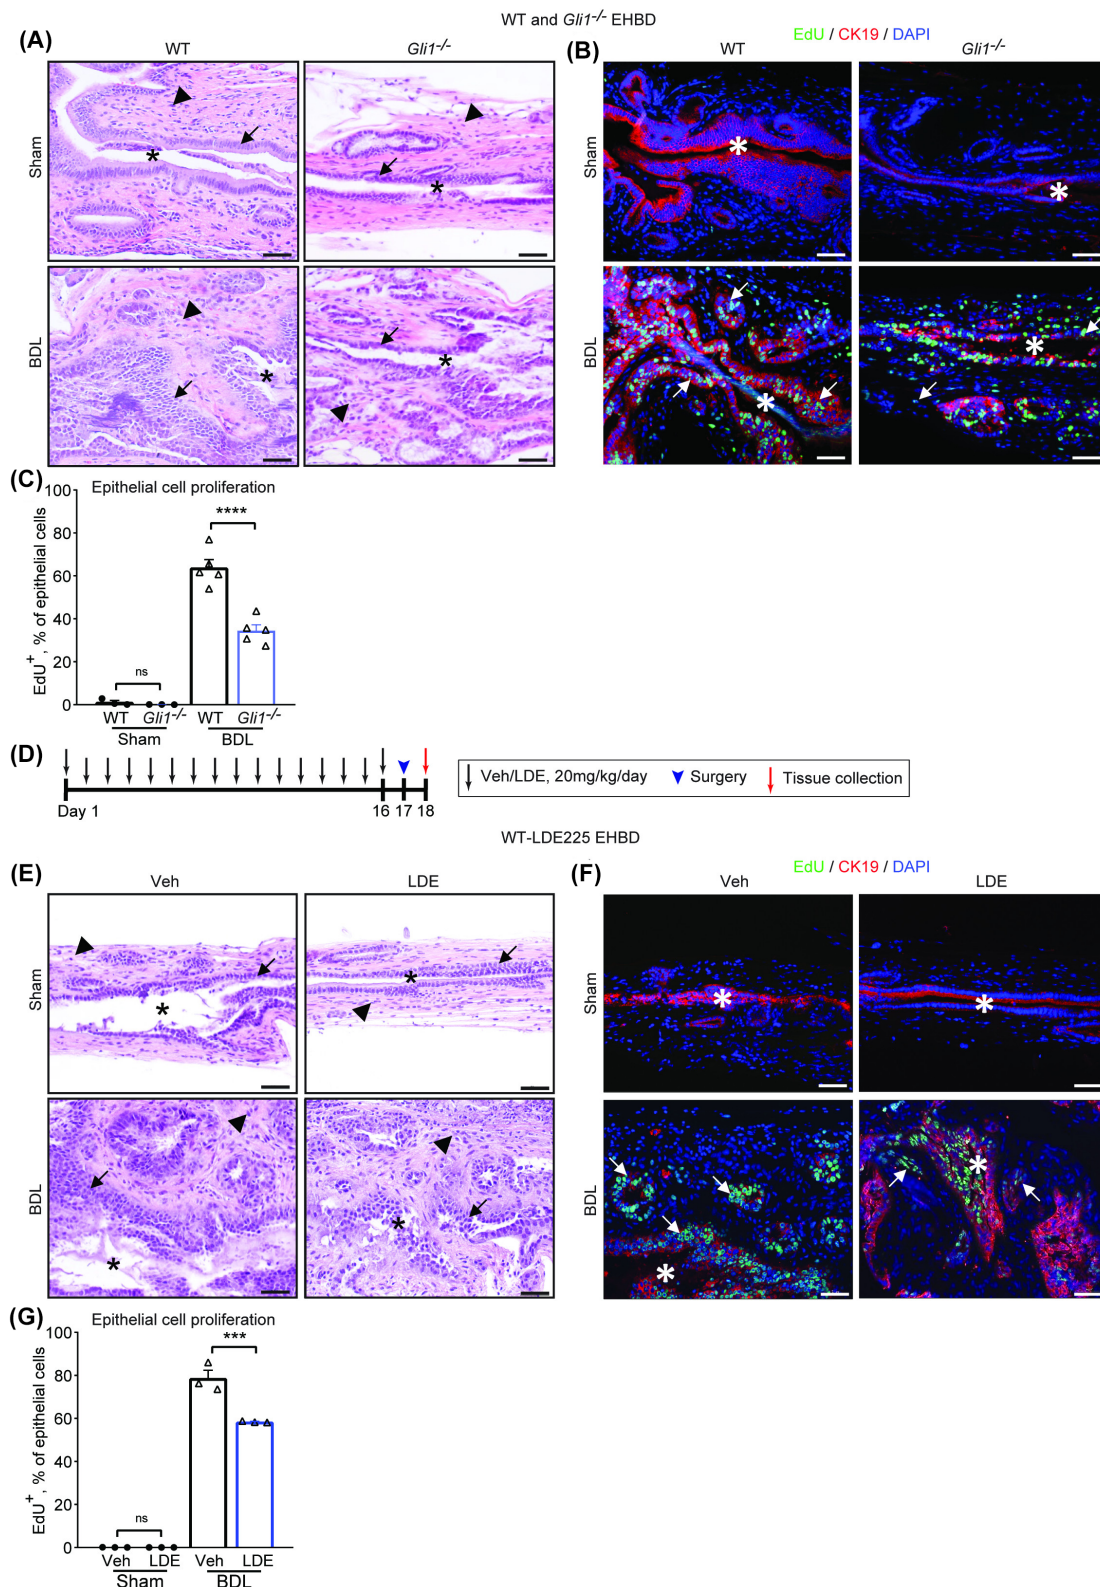 WT and Gli1-/- EHBD
(A)
WT
Gli1-/-
Sham
BDL
(B)
EdU / CK19 / DAPI
WT
Gli1-/-
Sham
*
*
*
*
BDL
*
*
*
*
(C)
Epithelial cell proliferation
EdU+, % of epithelial cells
100
80
60
40
20
0
ns
****
WT
Gli1-/-
WT
Gli1-/-
Sham
BDL
(D)
Day 1
16
17
18
Veh/LDE, 20mg/kg/day
Surgery
Tissue collection
WT-LDE225 EHBD
(E)
Veh
LDE
Sham
BDL
(F)
EdU / CK19 / DAPI
Veh
LDE
Sham
*
*
*
*
BDL
*
*
*
*
(G)
Epithelial cell proliferation
EdU+, % of epithelial cells
100
80
60
40
20
0
ns
***
Veh
LDE
Veh
LDE
Sham
BDL